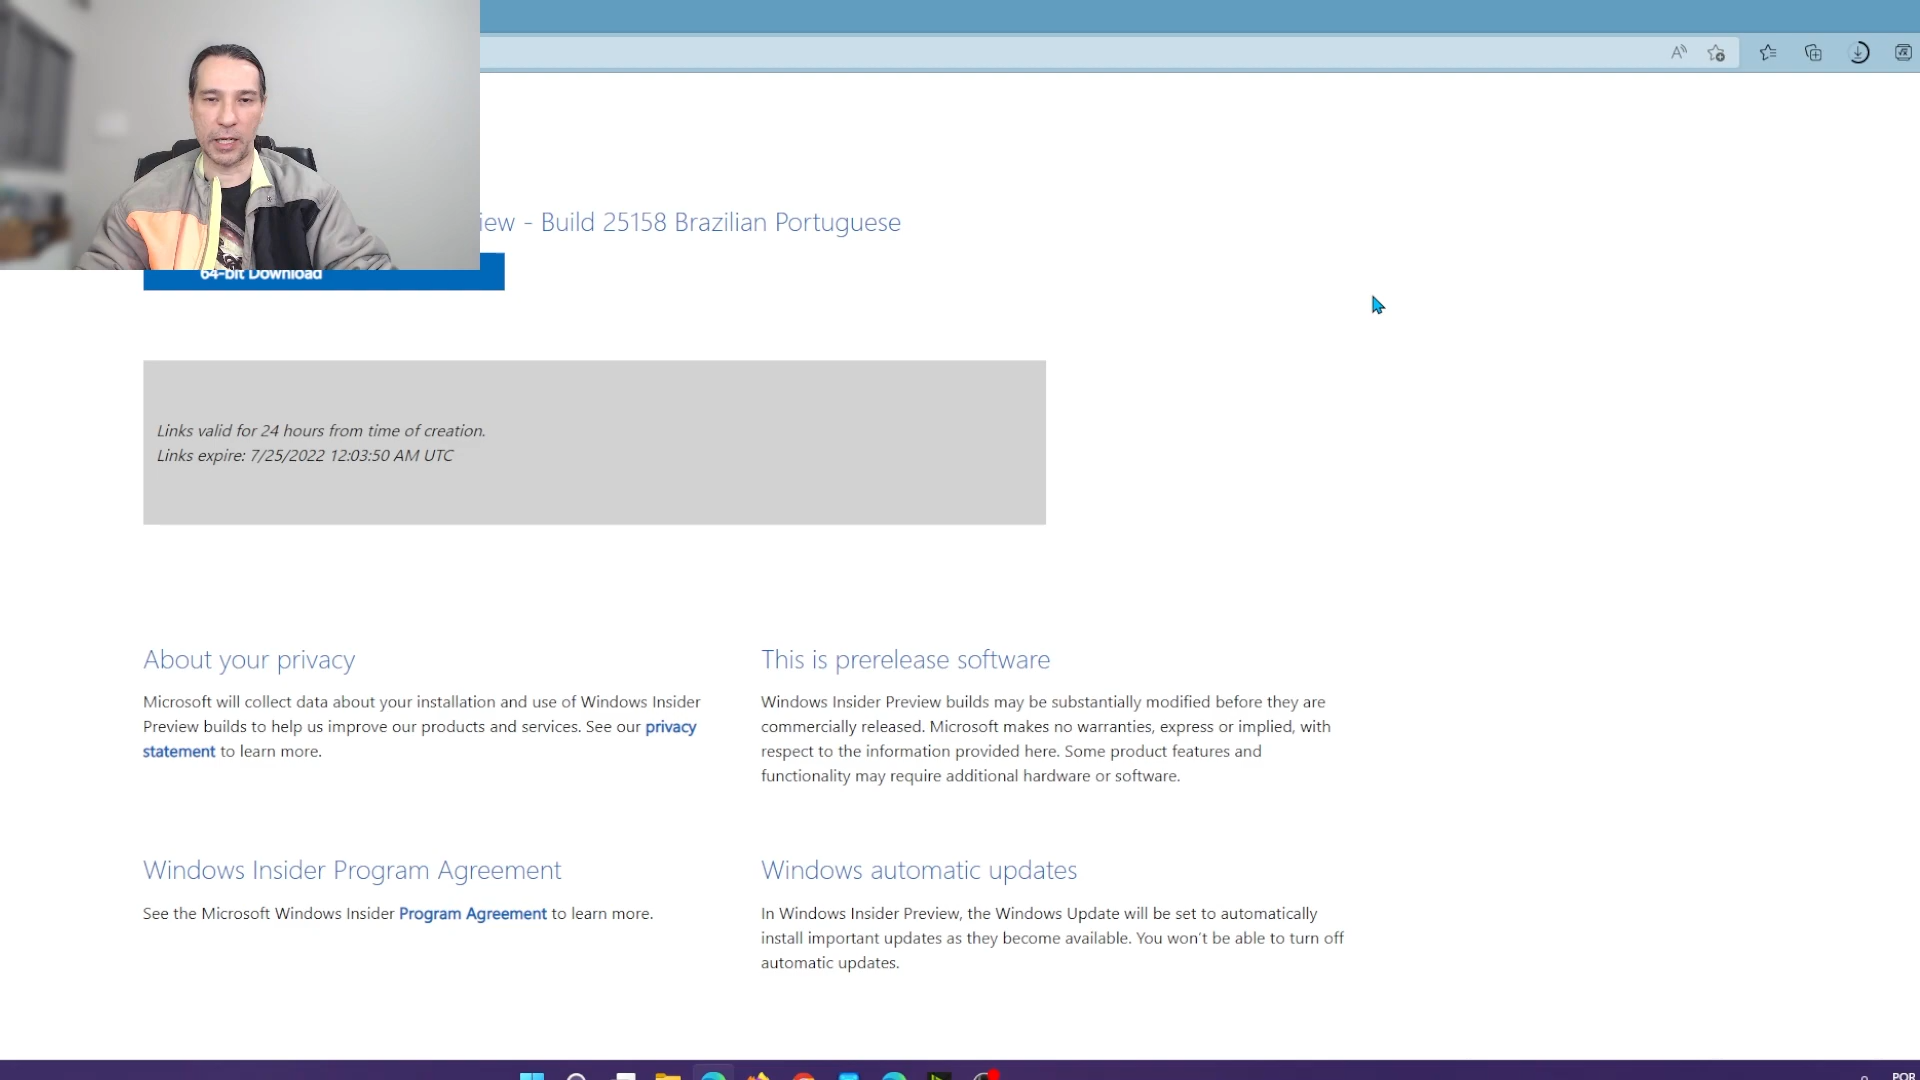 iew - Build 25158 Brazilian Portuguese
64-bit Download
Links valid for 24 hours from time of creation.
Links expire: 7/25/2022 12:03:50 AM UTC
About your privacy
Microsoft will collect data about your installation and use of Windows Insider
Preview builds to help us improve our products and services. See our privacy
statement to learn more.
This is prerelease software
Windows Insider Preview builds may be substantially modified before they are
commercially released. Microsoft makes no warranties, express or implied, with
respect to the information provided here. Some product features and
functionality may require additional hardware or software.
Windows Insider Program Agreement
See the Microsoft Windows Insider Program Agreement to learn more.
Windows automatic updates
In Windows Insider Preview, the Windows Update will be set to automatically
install important updates as they become available. You won't be able to turn off
automatic updates.
POR